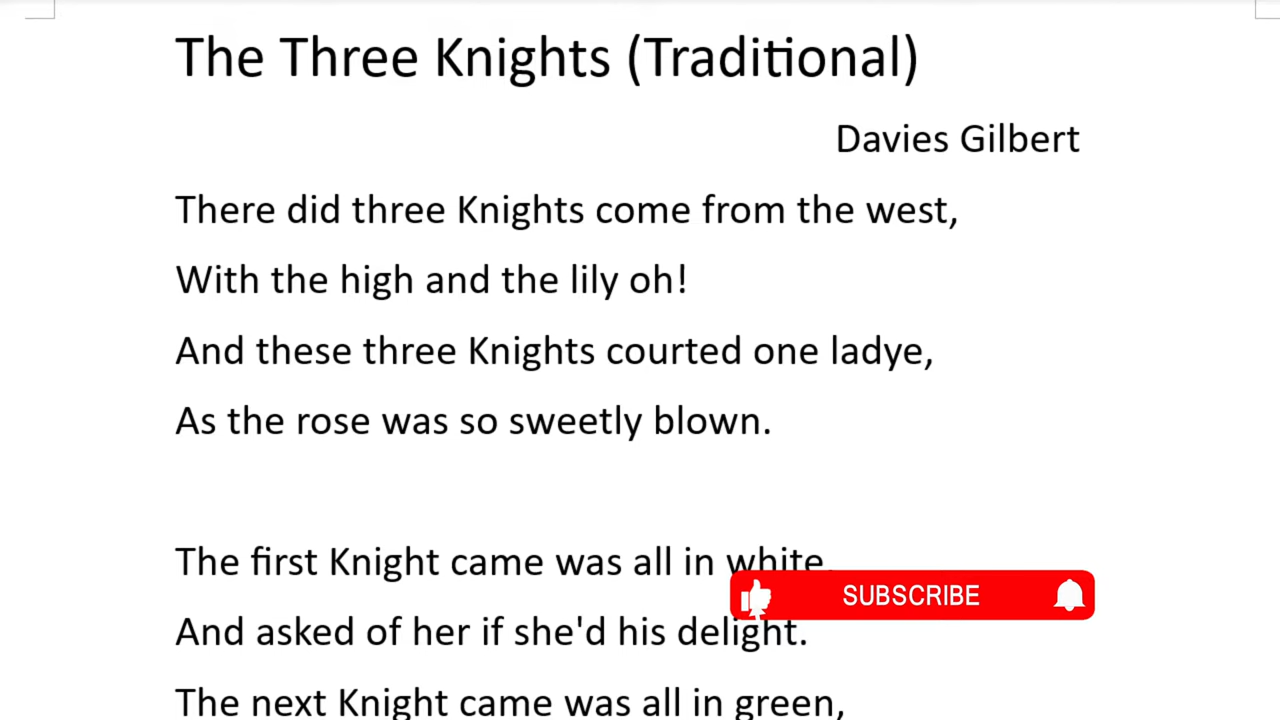 The Three Knights (Traditional)
Davies Gilbert
There did three Knights come from the west,
With the high and the lily oh!
And these three Knights courted one ladye,
As the rose was so sweetly blown.
The first Knight came was all in white,
SUBSCRIBE
And asked of her if she'd his delight.
The next Knight came was all in green,